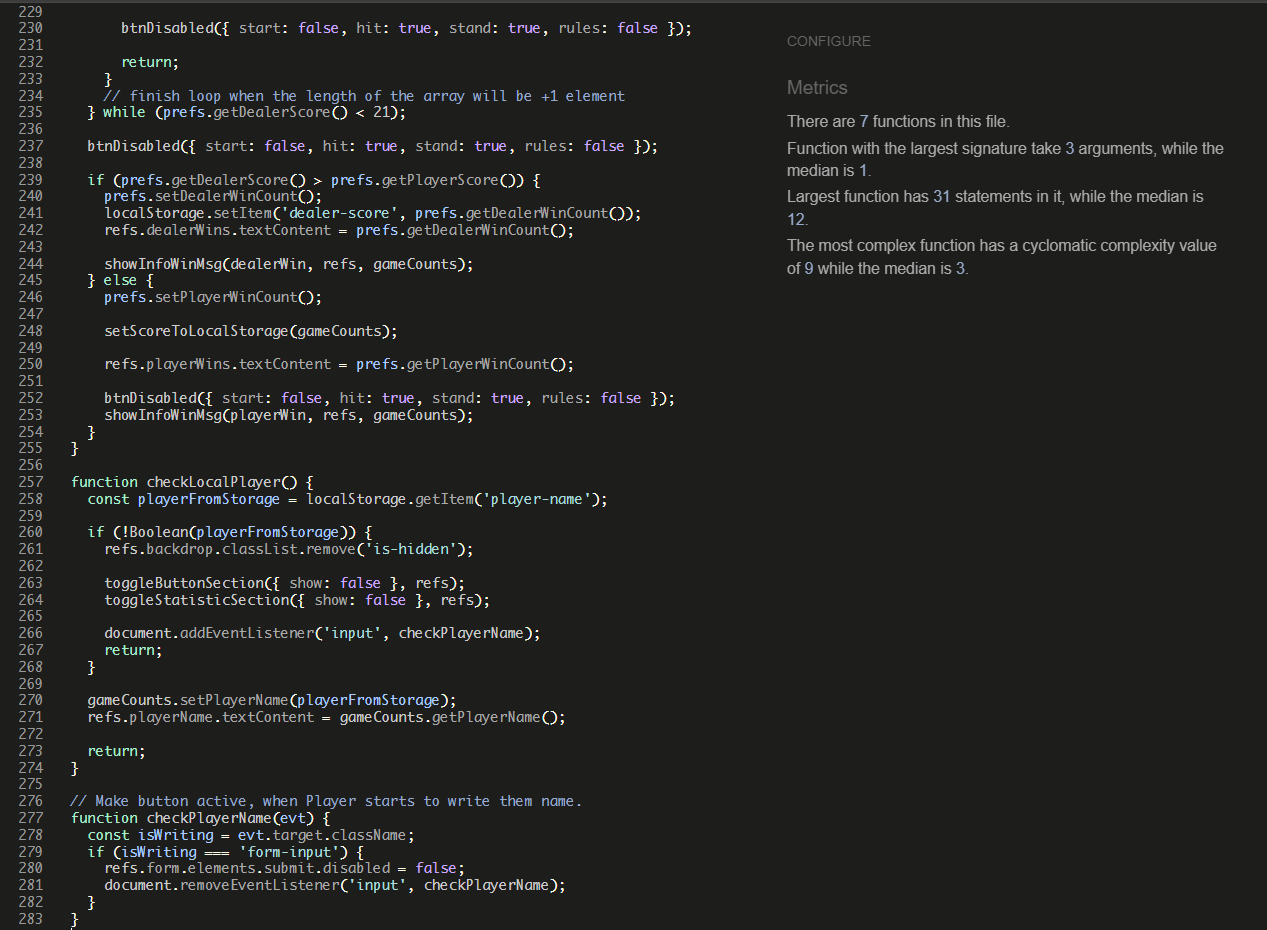 229
230 btnDisabled({ start: false, hit: true, stand: true, rules: false });
231
232 return;
233 }
234 // finish loop when the length of the array will be +1 element
235 } while (prefs.getDealerScore() < 21);
236
237 btnDisabled({ start: false, hit: true, stand: true, rules: false });
238
239 if (prefs.getDealerScore() > prefs.getPlayerScore()) {
240 prefs.setDealerWinCount();
241 localStorage.setItem('dealer-score', prefs.getDealerWinCount());
242 refs.dealerWins.textContent = prefs.getDealerWinCount();
243
244 showInfoWinMsg(dealerWin, refs, gameCounts);
245 } else {
246 prefs.setPlayerWinCount();
247
248 setScoreToLocalStorage(gameCounts);
249
250 refs.playerWins.textContent = prefs.getPlayerWinCount();
251
252 btnDisabled({ start: false, hit: true, stand: true, rules: false });
253 showInfoWinMsg(playerWin, refs, gameCounts);
254 }
255 }
256
257 function checkLocalPlayer() {
258 const playerFromStorage = localStorage.getItem('player-name');
259
260 if (!Boolean(playerFromStorage)) {
261 refs.backdrop.classList.remove('is-hidden');
262
263 toggleButtonSection({ show: false }, refs);
264 toggleStatisticSection({ show: false }, refs);
265
266 document.addEventListener('input', checkPlayerName);
267 return;
268 }
269
270 gameCounts.setPlayerName(playerFromStorage);
271 refs.playerName.textContent = gameCounts.getPlayerName();
272
273 return;
274 }
275
276 // Make button active, when Player starts to write them name.
277 function checkPlayerName(evt) {
278 const isWriting = evt.target.className;
279 if (isWriting === 'form-input') {
280 refs.form.elements.submit.disabled = false;
281 document.removeEventListener('input', checkPlayerName);
282 }
283 }
CONFIGURE
Metrics
There are 7 functions in this file.
Function with the largest signature take 3 arguments, while the
median is 1.
Largest function has 31 statements in it, while the median is
12.
The most complex function has a cyclomatic complexity value
of 9 while the median is 3.